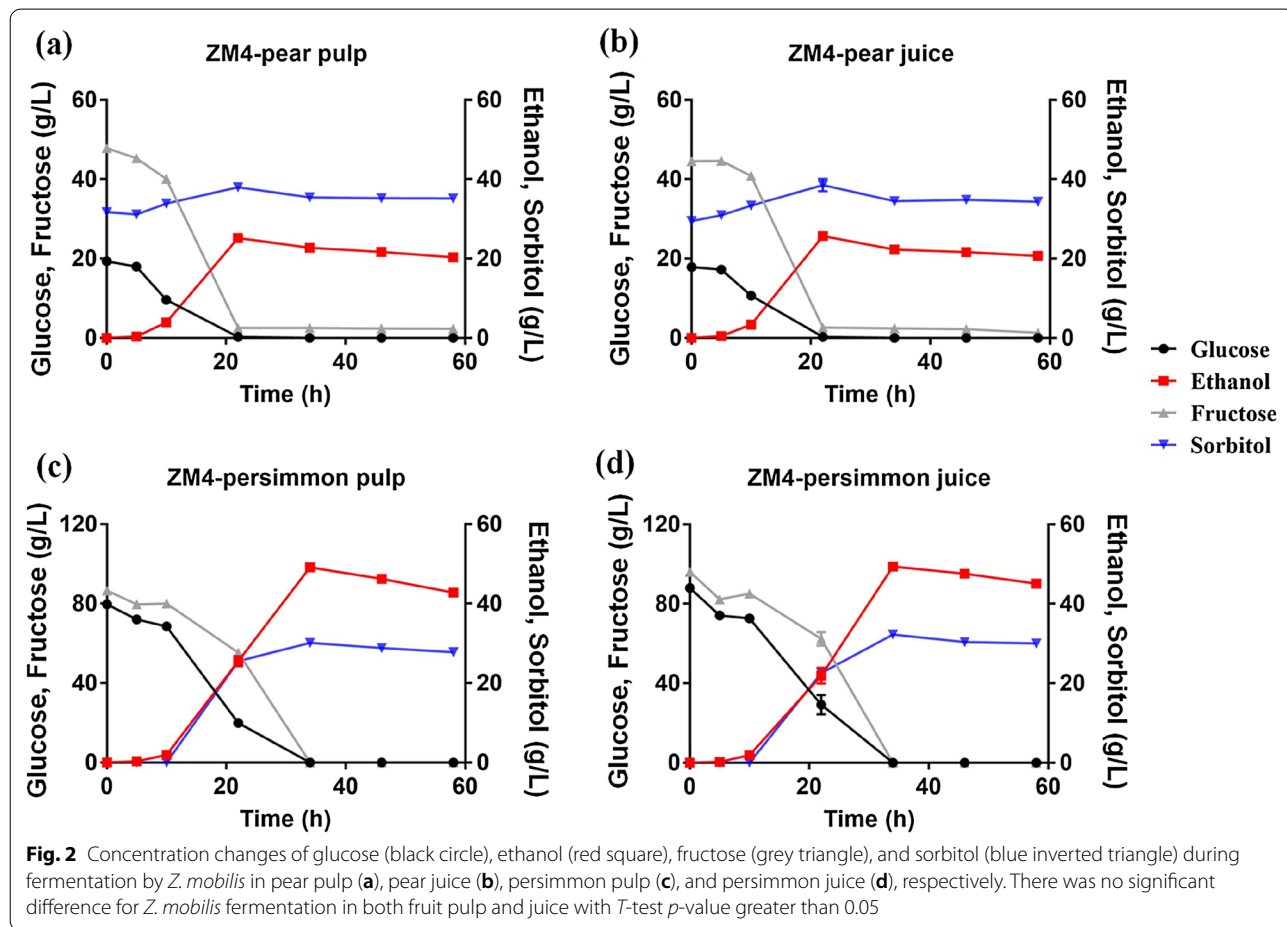 (a)
ZM4-pear pulp
Glucose, Fructose (g/L)
60
40
20
0
60
40
20
0
Ethanol, Sorbitol (g/L)
0 20 40 60
Time (h)
(b)
ZM4-pear juice
Glucose, Fructose (g/L)
60
40
20
0
60
40
20
0
Ethanol, Sorbitol (g/L)
0 20 40 60
Time (h)
Glucose
Ethanol
Fructose
Sorbitol
(c)
ZM4-persimmon pulp
Glucose, Fructose (g/L)
120
80
40
0
60
40
20
0
Ethanol, Sorbitol (g/L)
0 20 40 60
Time (h)
(d)
ZM4-persimmon juice
Glucose, Fructose (g/L)
120
80
40
0
60
40
20
0
Ethanol, Sorbitol (g/L)
0 20 40 60
Time (h)
Fig. 2 Concentration changes of glucose (black circle), ethanol (red square), fructose (grey triangle), and sorbitol (blue inverted triangle) during
fermentation by Z. mobilis in pear pulp (a), pear juice (b), persimmon pulp (c), and persimmon juice (d), respectively. There was no significant
difference for Z. mobilis fermentation in both fruit pulp and juice with T-test p-value greater than 0.05